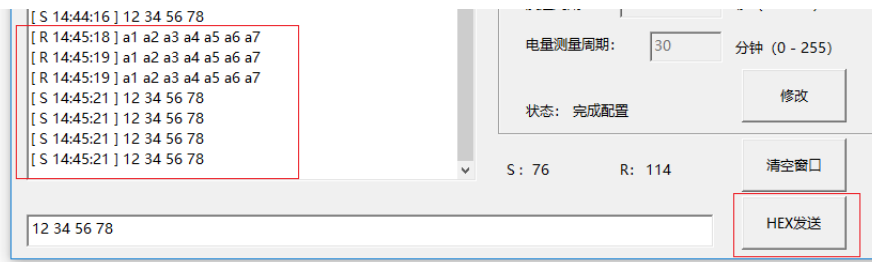 [ S 14:44:16 ] 12 34 56 78
[ R 14:45:18 ] a1 a2 a3 a4 a5 a6 a7
[ R 14:45:19 ] a1 a2 a3 a4 a5 a6 a7
[ R 14:45:19 ] a1 a2 a3 a4 a5 a6 a7
[ S 14:45:21 ] 12 34 56 78
[ S 14:45:21 ] 12 34 56 78
[ S 14:45:21 ] 12 34 56 78
[ S 14:45:21 ] 12 34 56 78
电量测量周期: 30 分钟 (0 - 255)
状态: 完成配置
修改
S: 76 R: 114
清空窗口
12 34 56 78
HEX发送